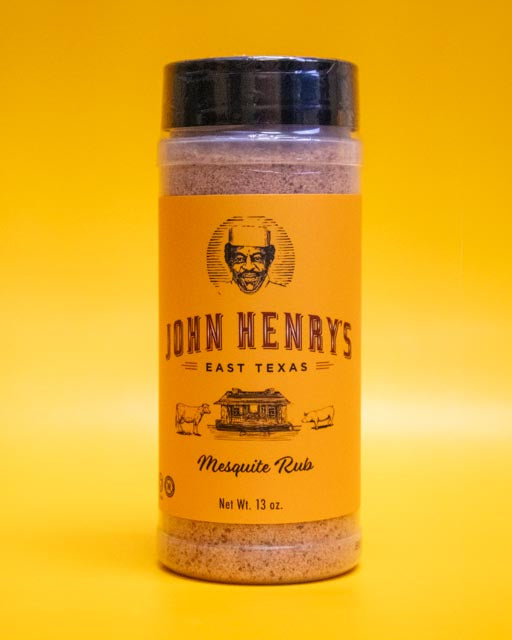 JOHN HENRY'S
EAST TEXAS
Mesquite Rub
Net Wt. 13 oz.